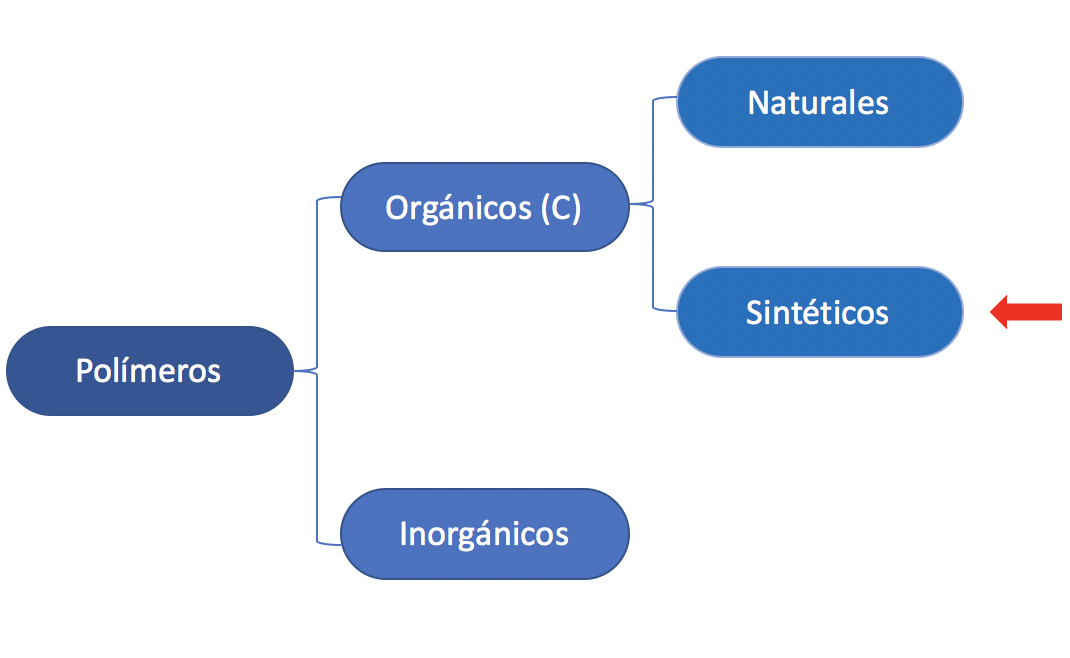 Polímeros
Orgánicos (C)
Naturales
Sintéticos
Inorgánicos